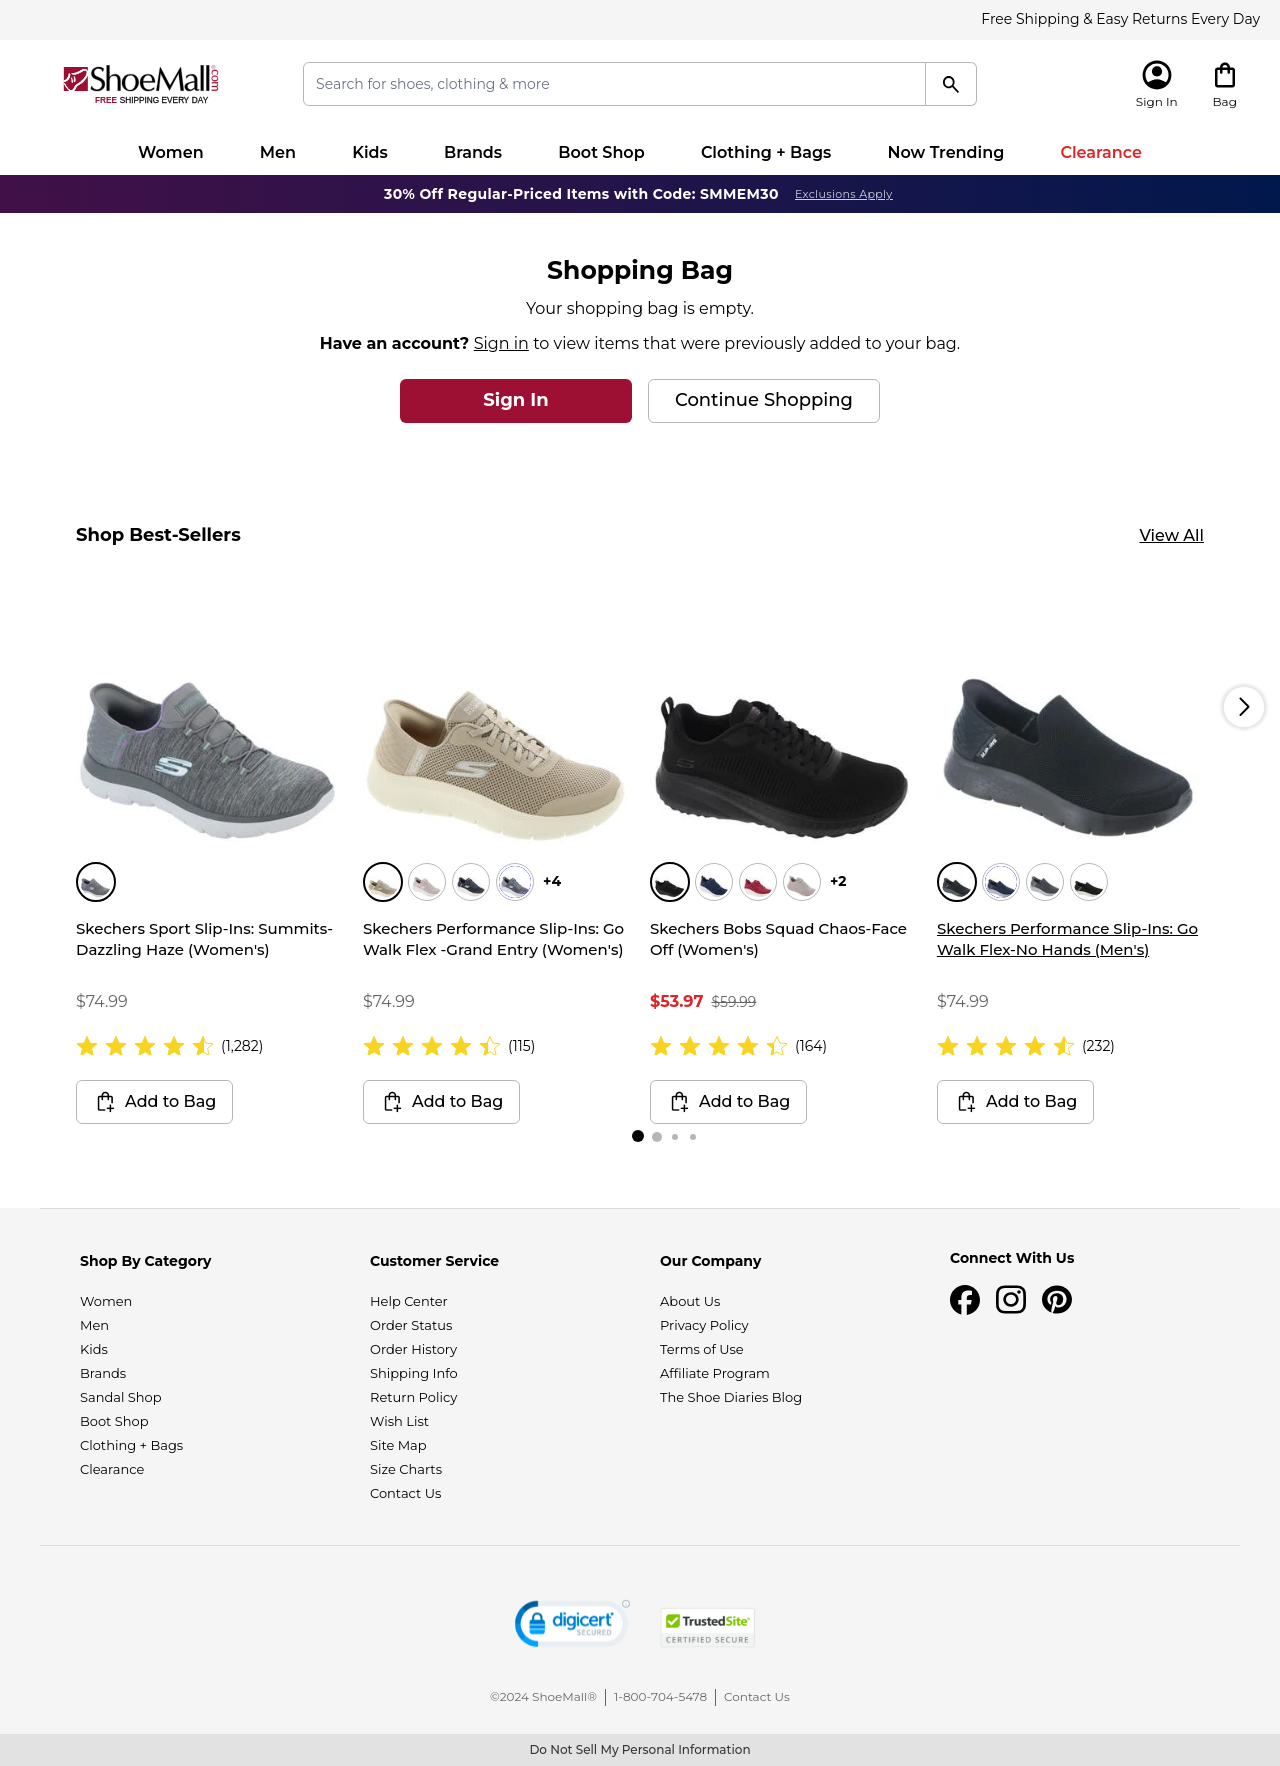 Free Shipping & Easy Returns Every Day
ShoeMall.com
FREE SHIPPING EVERY DAY
Search for shoes, clothing & more
Sign In
Bag
Women Men Kids Brands Boot Shop Clothing + Bags Now Trending Clearance
30% Off Regular-Priced Items with Code: SMMEM30 Exclusions Apply
Shopping Bag
Your shopping bag is empty.
Have an account? Sign in to view items that were previously added to your bag.
Sign In
Continue Shopping
Shop Best-Sellers
View All
Skechers Sport Slip-Ins: Summits-
Dazzling Haze (Women's)
$74.99
(1,282)
Add to Bag
+4
Skechers Performance Slip-Ins: Go
Walk Flex -Grand Entry (Women's)
$74.99
(115)
Add to Bag
+2
Skechers Bobs Squad Chaos-Face
Off (Women's)
$53.97 $59.99
(164)
Add to Bag
Skechers Performance Slip-Ins: Go
Walk Flex-No Hands (Men's)
$74.99
(232)
Add to Bag
Shop By Category
Women
Men
Kids
Brands
Sandal Shop
Boot Shop
Clothing + Bags
Clearance
Customer Service
Help Center
Order Status
Order History
Shipping Info
Return Policy
Wish List
Site Map
Size Charts
Contact Us
Our Company
About Us
Privacy Policy
Terms of Use
Affiliate Program
The Shoe Diaries Blog
Connect With Us
digicert
SECURED
TrustedSite
CERTIFIED SECURE
©2024 ShoeMall® 1-800-704-5478 Contact Us
Do Not Sell My Personal Information